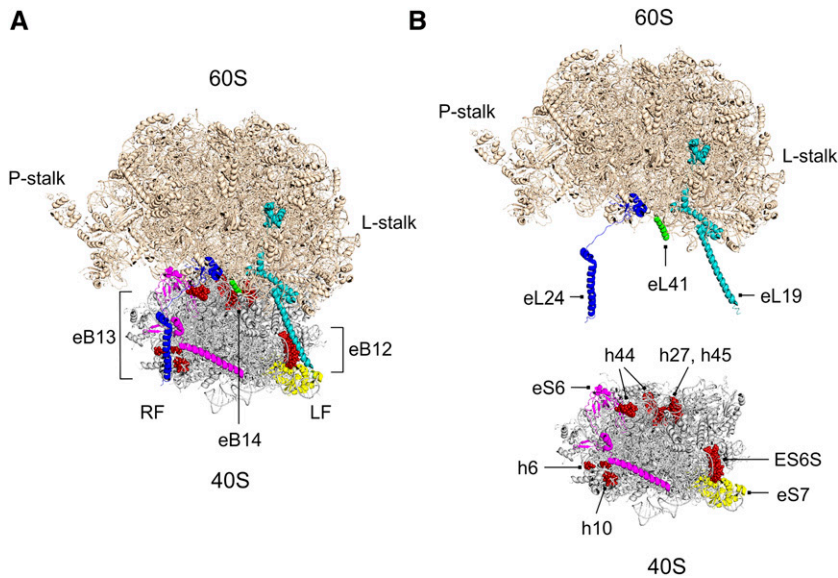 A
60S
P-stalk
L-stalk
eB13
eB12
RF
LF
eB14
40S
B
60S
P-stalk
L-stalk
eL24
eL41
eL19
h44
h27, h45
eS6
h6
ES6S
eS7
h10
40S